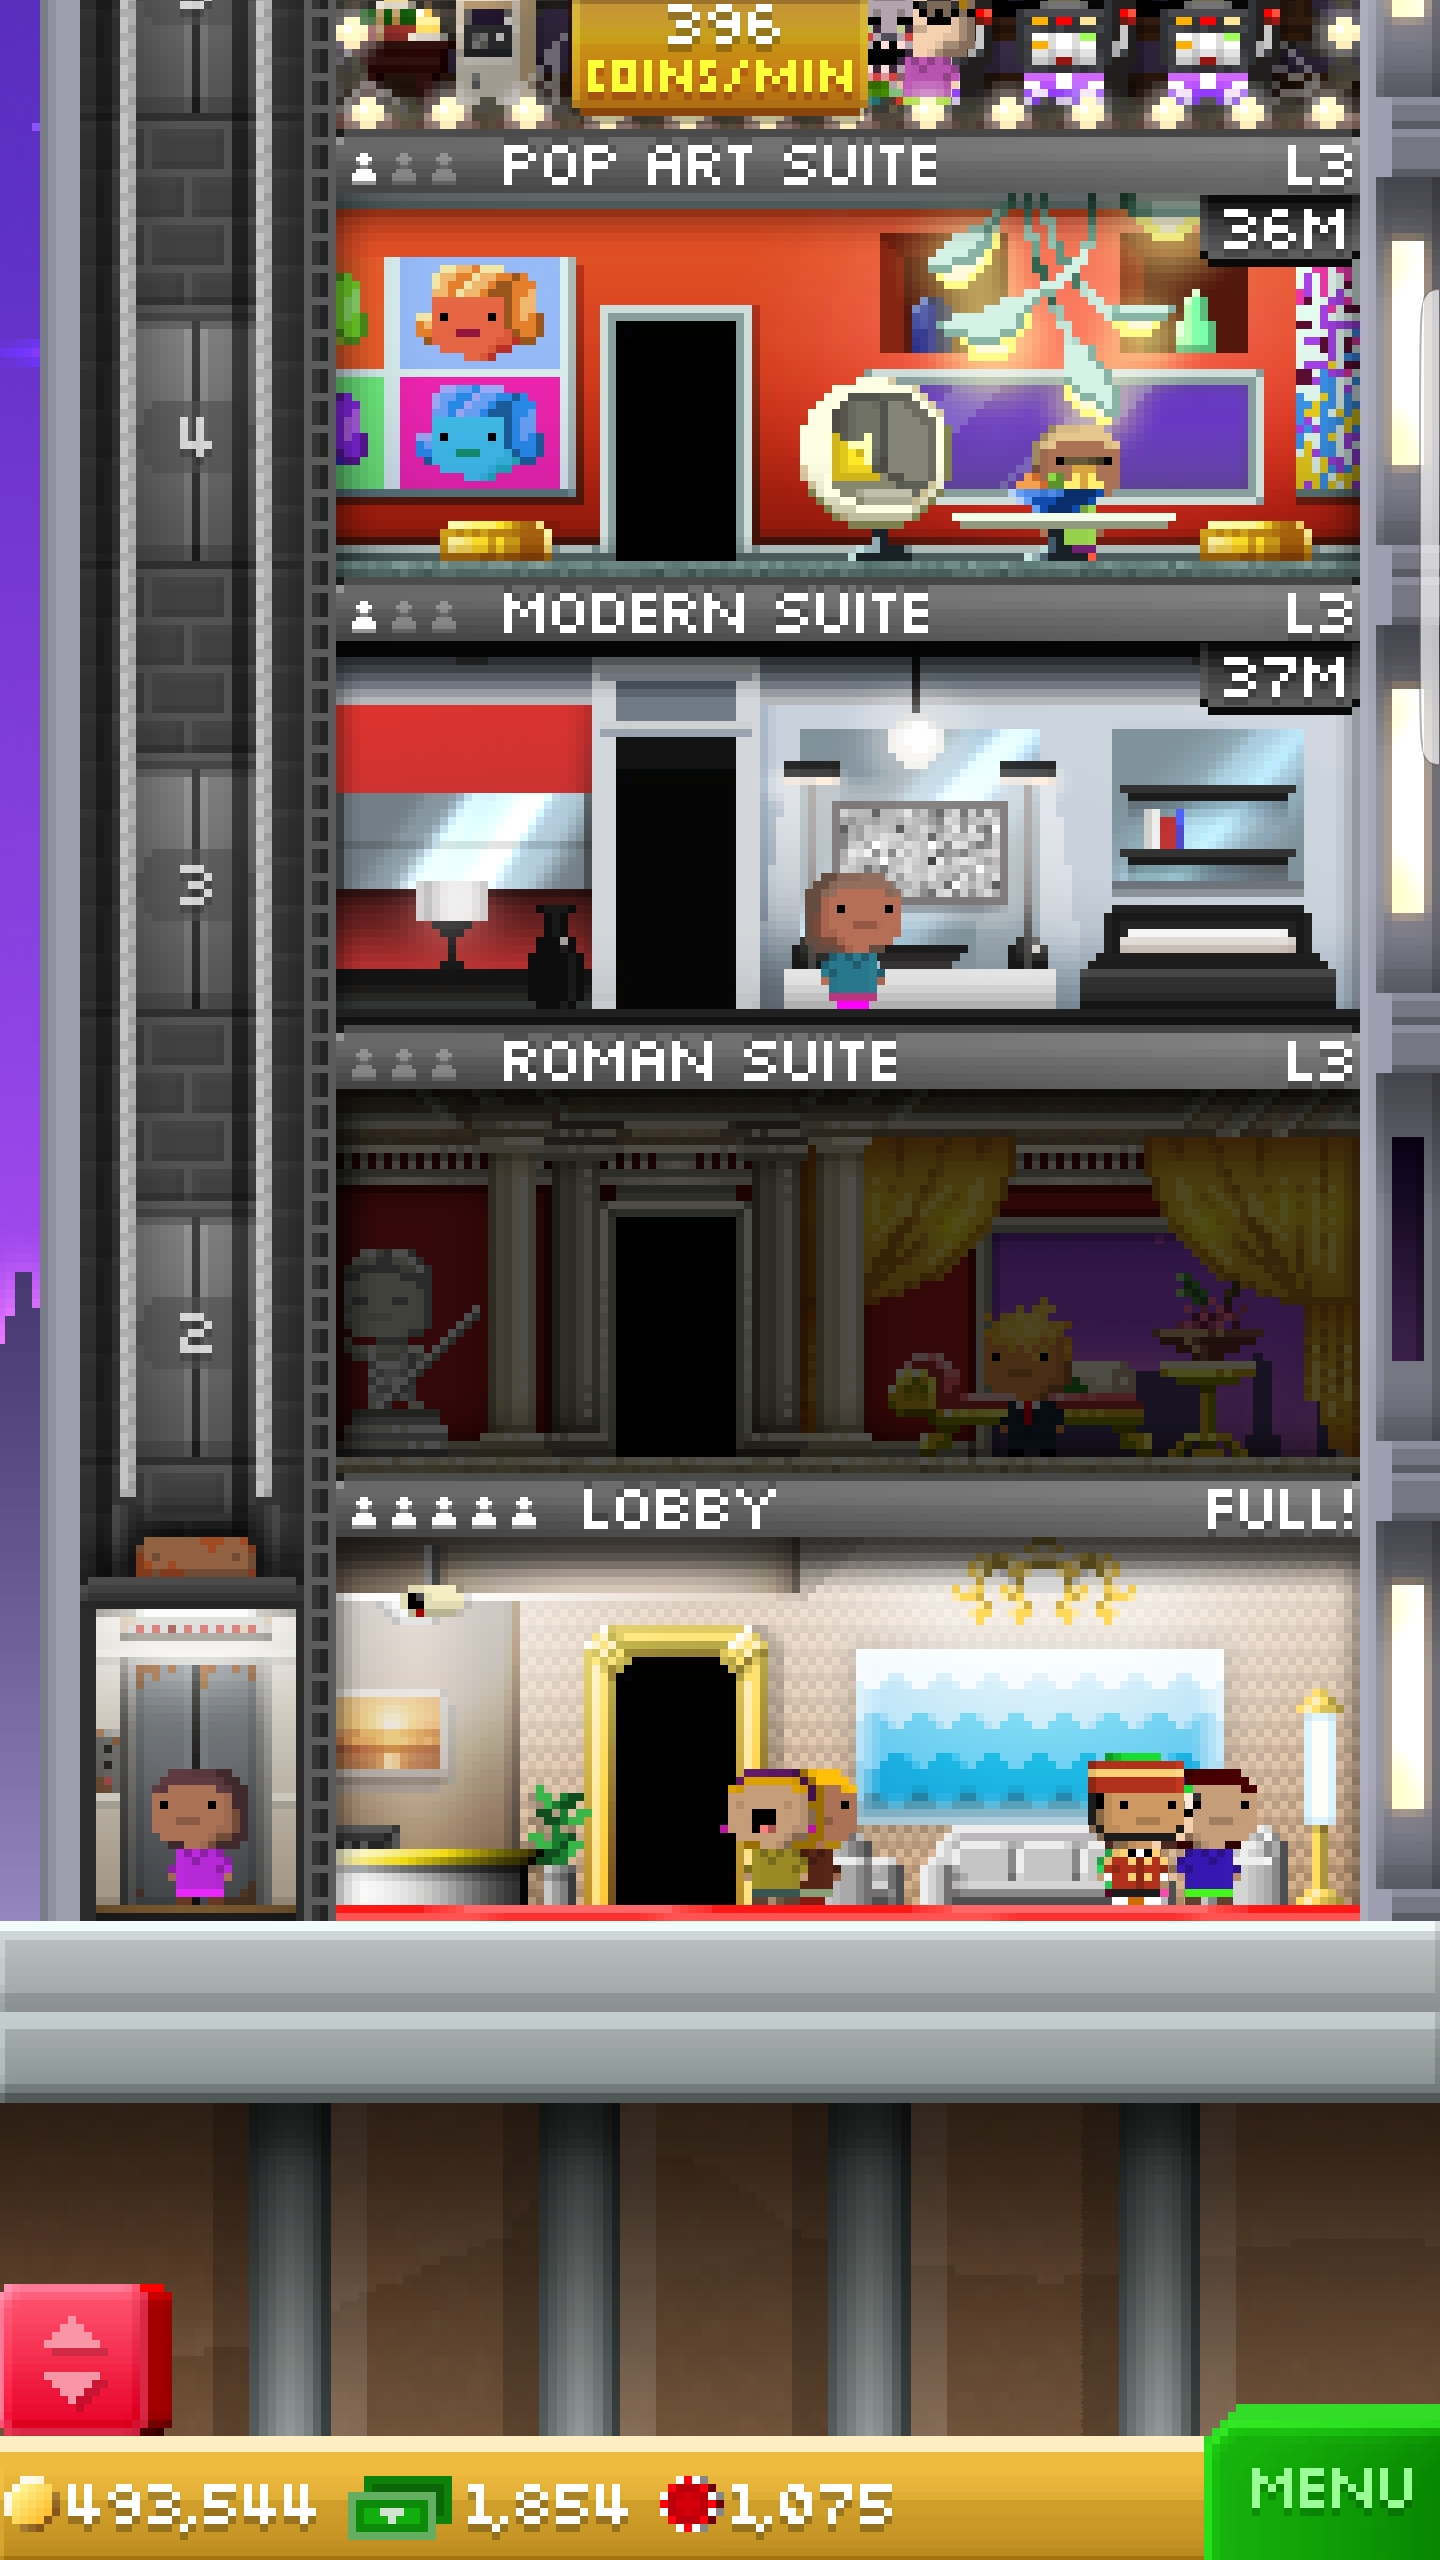 396
COINS/MIN
POP ART SUITE L3
36M
4
MODERN SUITE L3
37M
3
ROMAN SUITE L3
2
LOBBY FULL!
493,544 1,854 1,075
MENU